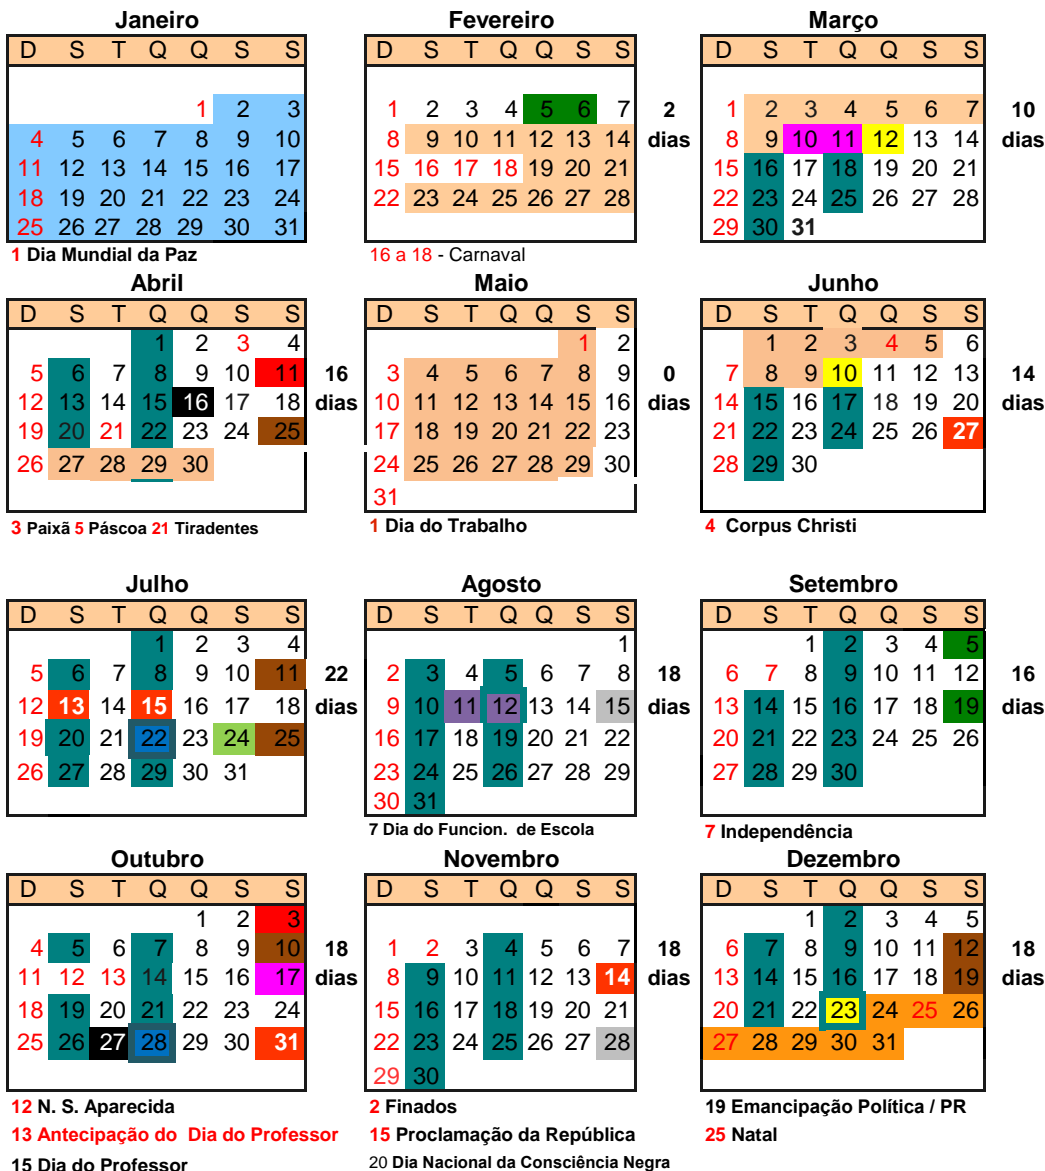 Janeiro Fevereiro Março
D S T Q Q S S D S T Q Q S S D S T Q Q S S
1 2 3 1 2 3 4 5 6 7 2 1 2 3 4 5 6 7 10
4 5 6 7 8 9 10 8 9 10 11 12 13 14 dias 8 9 10 11 12 13 14 dias
11 12 13 14 15 16 17 15 16 17 18 19 20 21 15 16 17 18 19 20 21
18 19 20 21 22 23 24 22 23 24 25 26 27 28 22 23 24 25 26 27 28
25 26 27 28 29 30 31 29 30 31
1 Dia Mundial da Paz 16 a 18 - Carnaval
Abril Maio Junho
D S T Q Q S S D S T Q Q S S D S T Q Q S S
1 2 3 4 1 2 1 2 3 4 5 6
5 6 7 8 9 10 11 16 3 4 5 6 7 8 9 0 7 8 9 10 11 12 13 14
12 13 14 15 16 17 18 dias 10 11 12 13 14 15 16 dias 14 15 16 17 18 19 20 dias
19 20 21 22 23 24 25 17 18 19 20 21 22 23 21 22 23 24 25 26 27
26 27 28 29 30 24 25 26 27 28 29 30 28 29 30
31
3 Paixã 5 Páscoa 21 Tiradentes 1 Dia do Trabalho 4 Corpus Christi
Julho Agosto Setembro
D S T Q Q S S D S T Q Q S S D S T Q Q S S
1 2 3 4 1 1 2 3 4 5
5 6 7 8 9 10 11 22 2 3 4 5 6 7 8 18 6 7 8 9 10 11 12 16
12 13 14 15 16 17 18 dias 9 10 11 12 13 14 15 dias 13 14 15 16 17 18 19 dias
19 20 21 22 23 24 25 16 17 18 19 20 21 22 20 21 22 23 24 25 26
26 27 28 29 30 31 23 24 25 26 27 28 29 27 28 29 30
30 31
7 Dia do Funcion. de Escola 7 Independência
Outubro Novembro Dezembro
D S T Q Q S S D S T Q Q S S D S T Q Q S S
1 2 3 1 2 3 4 5
4 5 6 7 8 9 10 18 1 2 3 4 5 6 7 18 6 7 8 9 10 11 12 18
11 12 13 14 15 16 17 dias 8 9 10 11 12 13 14 dias 13 14 15 16 17 18 19 dias
18 19 20 21 22 23 24 15 16 17 18 19 20 21 20 21 22 23 24 25 26
25 26 27 28 29 30 31 22 23 24 25 26 27 28 27 28 29 30 31
29 30
12 N. S. Aparecida 2 Finados 19 Emancipação Política / PR
13 Antecipação do Dia do Professor 15 Proclamação da República 25 Natal
15 Dia do Professor 20 Dia Nacional da Consciência Negra